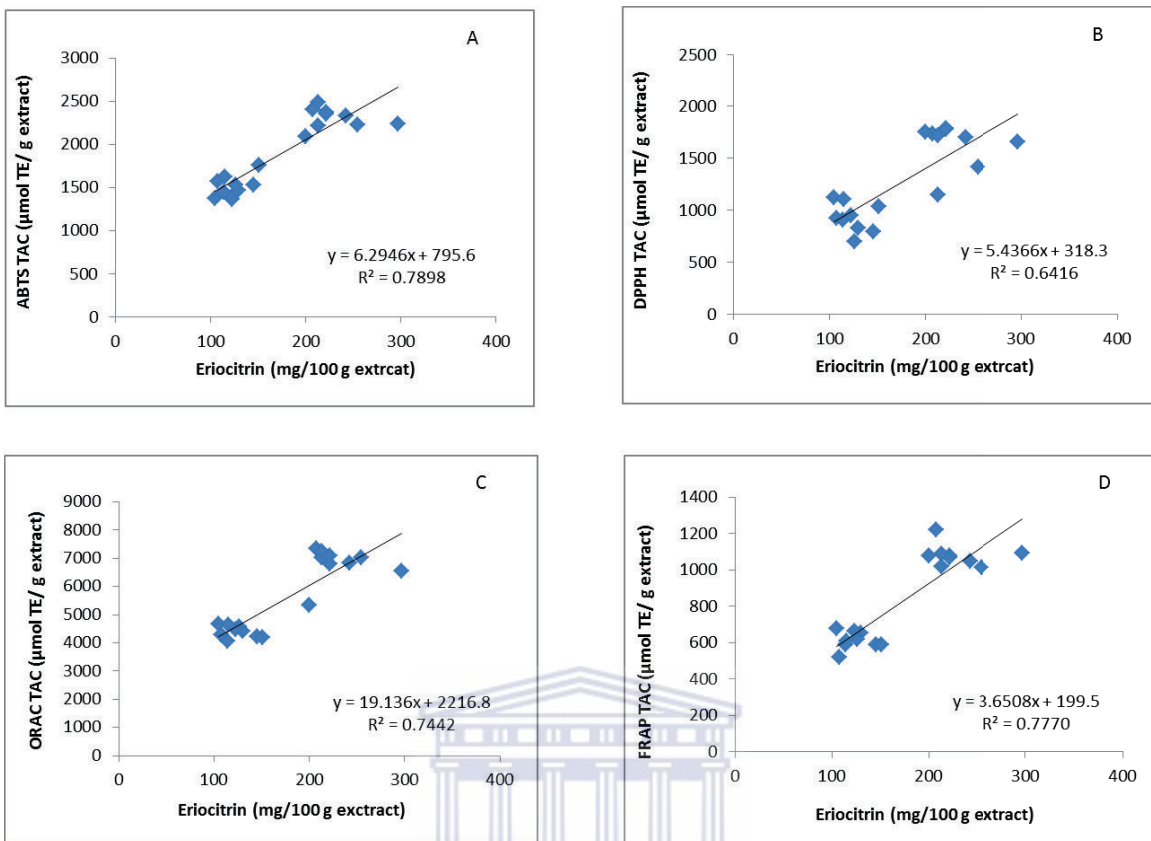 A
ABTS TAC (µmol TE/ g extract)
3000
2500
2000
1500
1000
500
0
y = 6.2946x + 795.6
R² = 0.7898
0 100 200 300 400
Eriocitrin (mg/100 g extrcat)
B
DPPH TAC (µmol TE/ g extract)
2500
2000
1500
1000
500
0
y = 5.4366x + 318.3
R² = 0.6416
0 100 200 300 400
Eriocitrin (mg/100 g extrcat)
C
ORAC TAC (µmol TE/ g extract)
9000
8000
7000
6000
5000
4000
3000
2000
1000
0
y = 19.136x + 2216.8
R² = 0.7442
0 100 200 300 400
Eriocitrin (mg/100 g exctract)
D
FRAP TAC (µmol TE/ g extract)
1400
1200
1000
800
600
400
200
0
y = 3.6508x + 199.5
R² = 0.7770
0 100 200 300 400
Eriocitrin (mg/100 g extract)